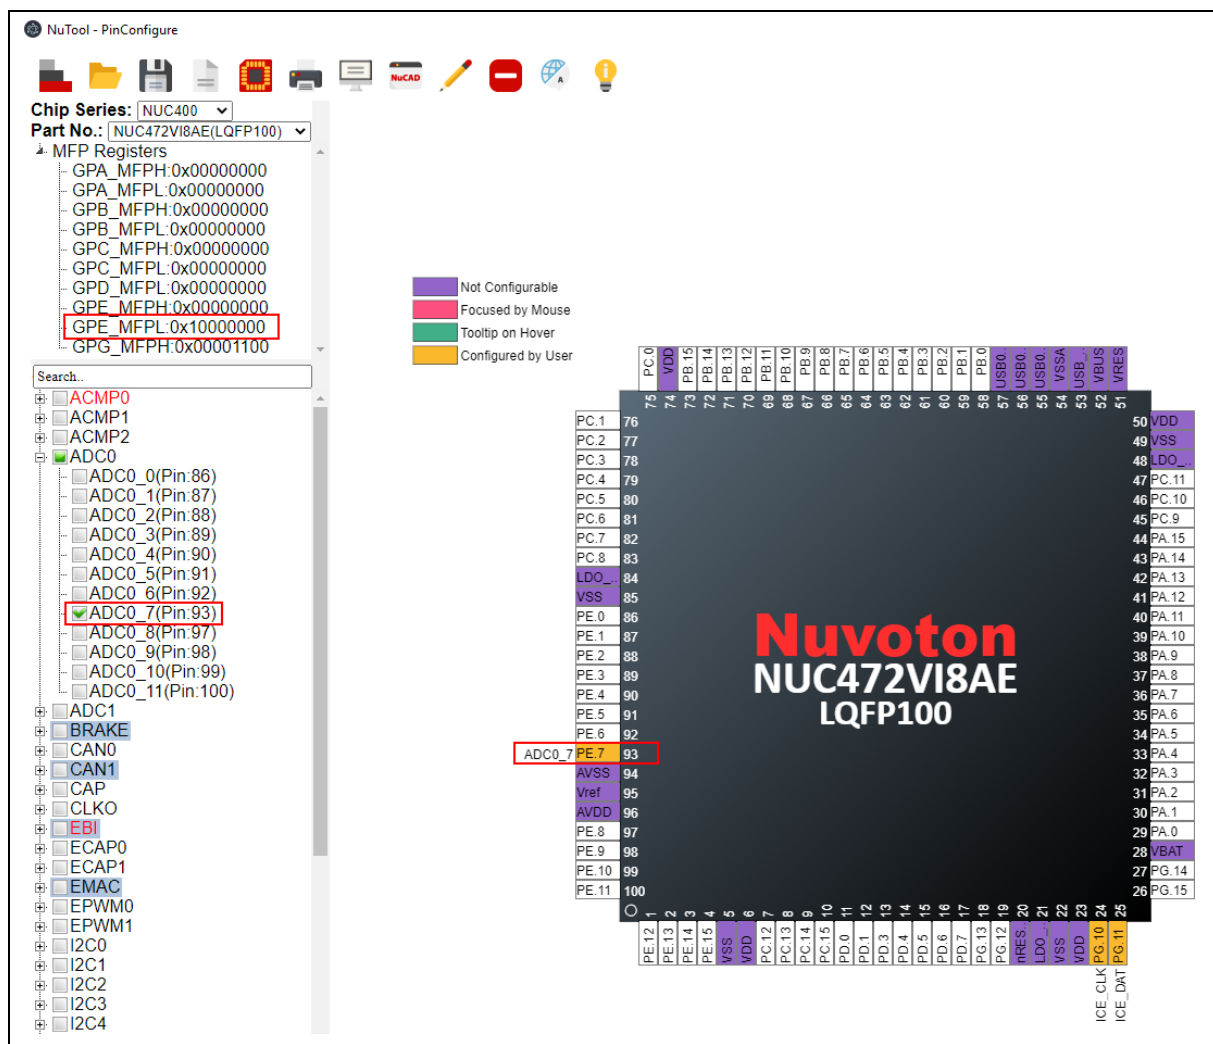 NuTool - PinConfigure
NuCAD
A
Chip Series: NUC400
Part No.: NUC472VI8AE(LQFP100)
MFP Registers
GPA_MFPH:0x00000000
GPA_MFPL:0x00000000
GPB_MFPH:0x00000000
GPB_MFPL:0x00000000
GPC_MFPH:0x00000000
GPC_MFPL:0x00000000
GPD_MFPL:0x00000000
GPE_MFPH:0x00000000
GPE_MFPL:0x10000000
GPG_MFPH:0x00001100
Search..
ACMP0
ACMP1
ACMP2
ADC0
ADC0_0(Pin:86)
ADC0_1(Pin:87)
ADC0_2(Pin:88)
ADC0_3(Pin:89)
ADC0_4(Pin:90)
ADC0_5(Pin:91)
ADC0_6(Pin:92)
ADC0_7(Pin:93)
ADC0_8(Pin:97)
ADC0_9(Pin:98)
ADC0_10(Pin:99)
ADC0_11(Pin:100)
ADC1
BRAKE
CAN0
CAN1
CAP
CLKO
EBI
ECAP0
ECAP1
EMAC
EPWM0
EPWM1
I2C0
I2C1
I2C2
I2C3
I2C4
Not Configurable
Focused by Mouse
Tooltip on Hover
Configured by User
PC.0 VDD PB.15 PB.14 PB.13 PB.12 PB.11 PB.10 PB.9 PB.8 PB.7 PB.6 PB.5 PB.4 PB.3 PB.2 PB.1 PB.0 USB0.. USB0.. USB0.. VSSA USB_.. VBUS VRES
75 74 73 72 71 70 69 68 67 66 65 64 63 62 61 60 59 58 57 56 55 54 53 52 51
PC.1 76
PC.2 77
PC.3 78
PC.4 79
PC.5 80
PC.6 81
PC.7 82
PC.8 83
LDO_.. 84
VSS 85
PE.0 86
PE.1 87
PE.2 88
PE.3 89
PE.4 90
PE.5 91
PE.6 92
ADC0_7 PE.7 93
AVSS 94
Vref 95
AVDD 96
PE.8 97
PE.9 98
PE.10 99
PE.11 100
Nuvoton
NUC472VI8AE
LQFP100
50 VDD
49 VSS
48 LDO_..
47 PC.11
46 PC.10
45 PC.9
44 PA.15
43 PA.14
42 PA.13
41 PA.12
40 PA.11
39 PA.10
38 PA.9
37 PA.8
36 PA.7
35 PA.6
34 PA.5
33 PA.4
32 PA.3
31 PA.2
30 PA.1
29 PA.0
28 VBAT
27 PG.14
26 PG.15
1 2 3 4 5 6 7 8 9 10 11 12 13 14 15 16 17 18 19 20 21 22 23 24 25
PE.12 PE.13 PE.14 PE.15 VSS VDD PC.12 PC.13 PC.14 PC.15 PD.0 PD.1 PD.3 PD.4 PD.5 PD.6 PD.7 PG.13 PG.12 nRES.. LDO_.. VSS VDD PG.10 PG.11
ICE_CLK
ICE_DAT